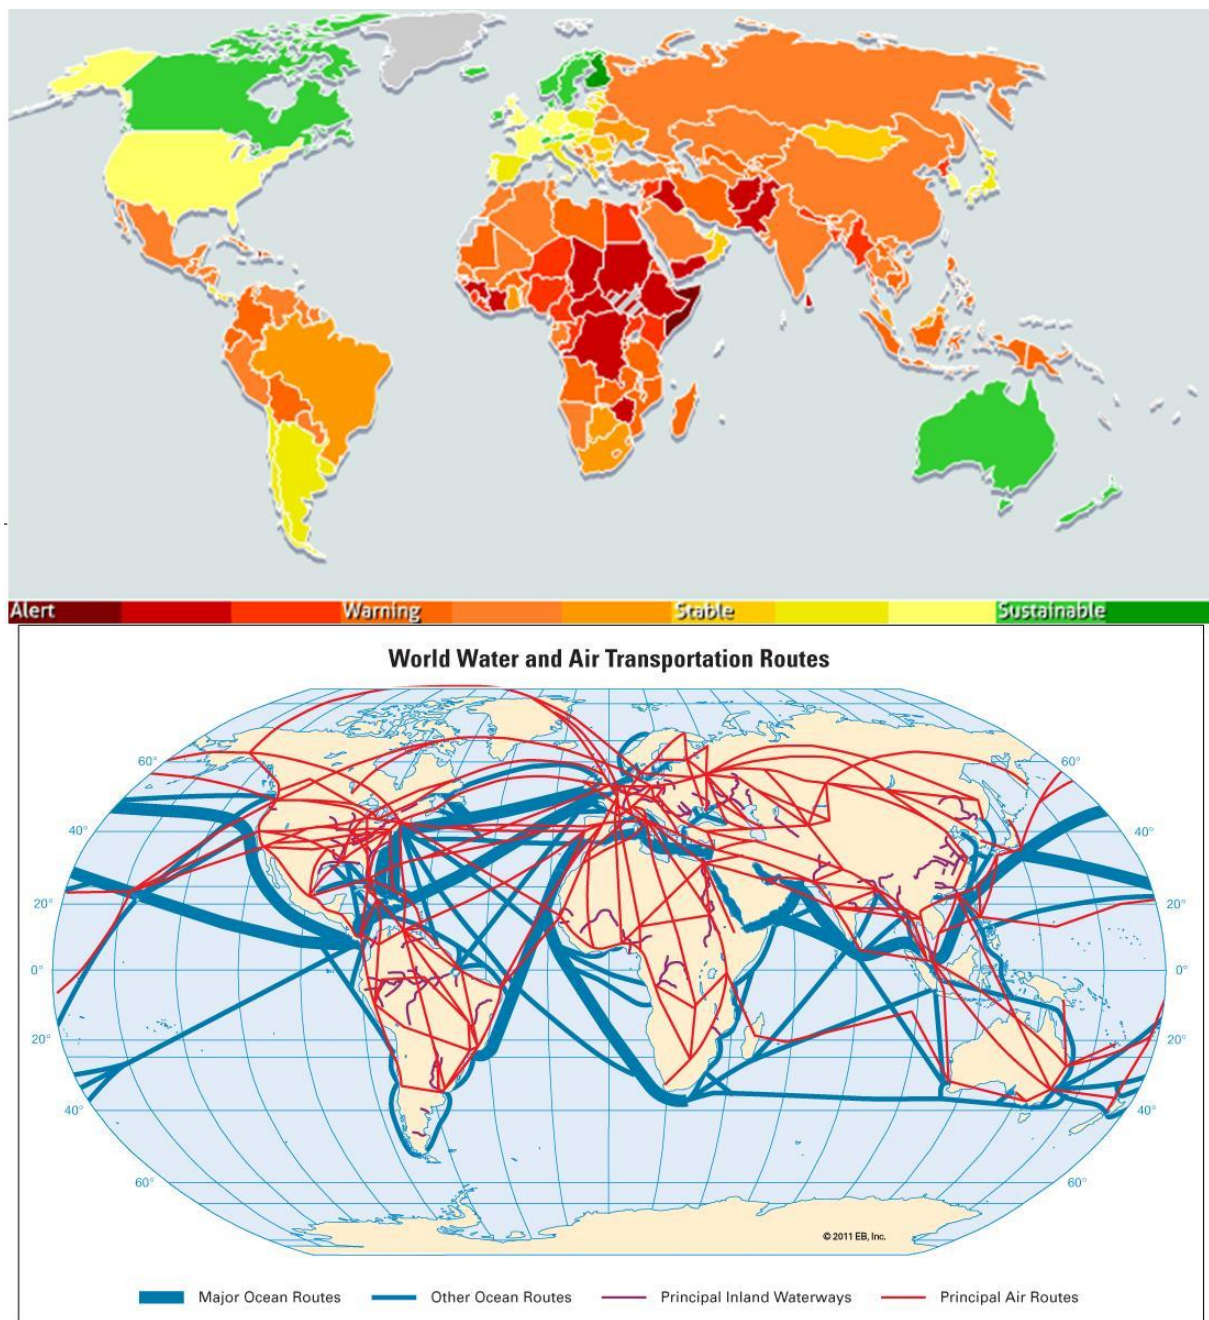 Alert Warning Stable Sustainable
World Water and Air Transportation Routes
60° 60°
40° 40°
20° 20°
0° 0°
20° 20°
40° 40°
60° 60°
© 2011 EB, Inc.
Major Ocean Routes Other Ocean Routes Principal Inland Waterways Principal Air Routes